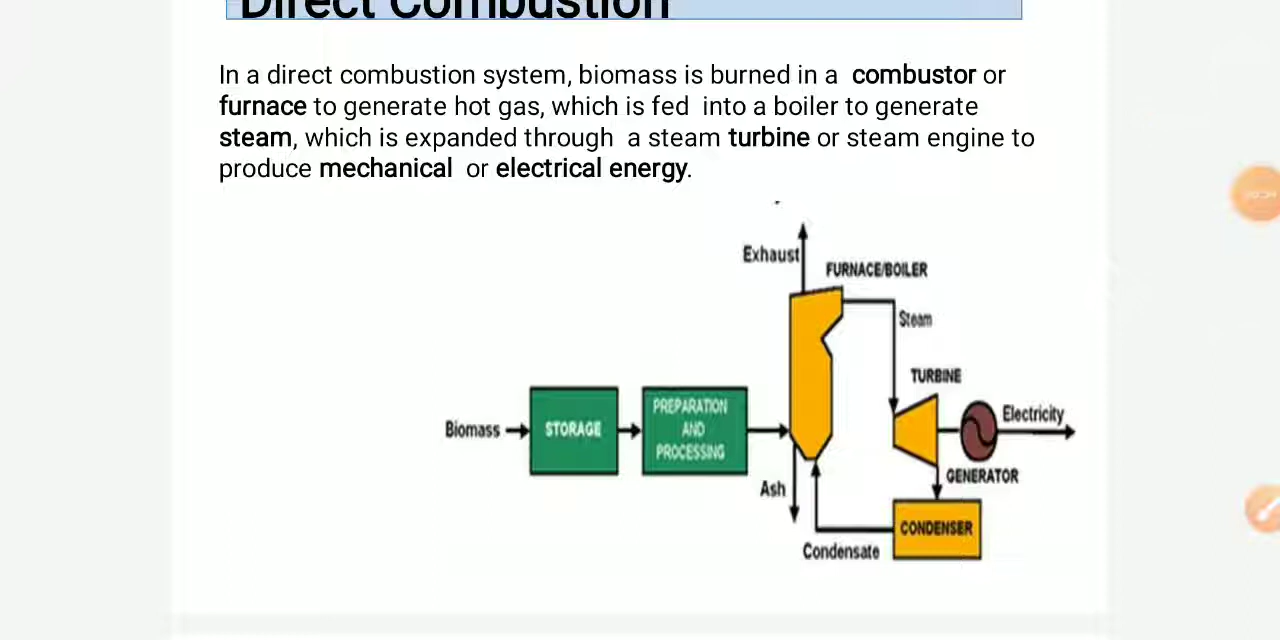 Direct Combustion
In a direct combustion system, biomass is burned in a combustor or
furnace to generate hot gas, which is fed into a boiler to generate
steam, which is expanded through a steam turbine or steam engine to
produce mechanical or electrical energy.
Exhaust
FURNACE/BOILER
Steam
TURBINE
Biomass
STORAGE
PREPARATION
AND
PROCESSING
Electricity
GENERATOR
Ash
CONDENSER
Condensate